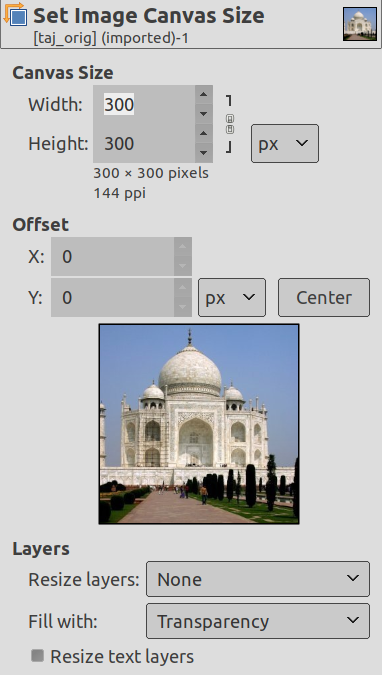 Set Image Canvas Size
[taj_orig] (imported)-1
Canvas Size
Width: 300
Height: 300 px
300 × 300 pixels
144 ppi
Offset
X: 0
Y: 0 px Center
Layers
Resize layers: None
Fill with: Transparency
Resize text layers